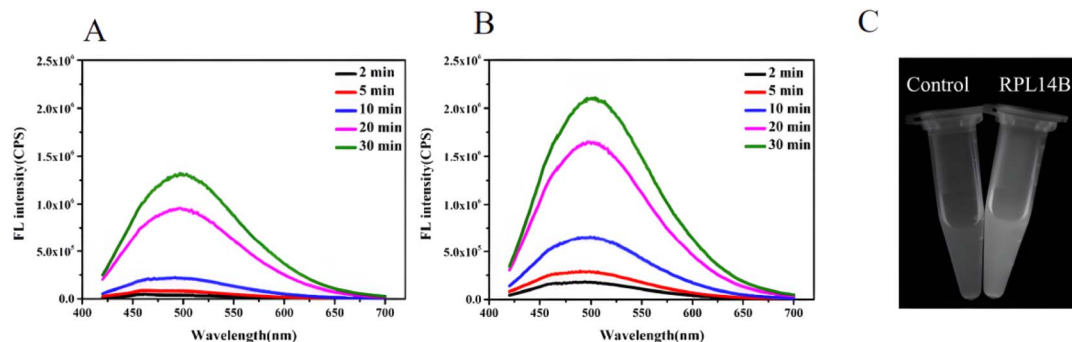 A
FL intensity(CPS)
2.5x10⁶
2.0x10⁶
1.5x10⁶
1.0x10⁶
5.0x10⁵
0.0
2 min
5 min
10 min
20 min
30 min
400 450 500 550 600 650 700
Wavelength(nm)
B
FL intensity(CPS)
2.5x10⁶
2.0x10⁶
1.5x10⁶
1.0x10⁶
5.0x10⁵
0.0
2 min
5 min
10 min
20 min
30 min
400 450 500 550 600 650 700
Wavelength(nm)
C
Control RPL14B